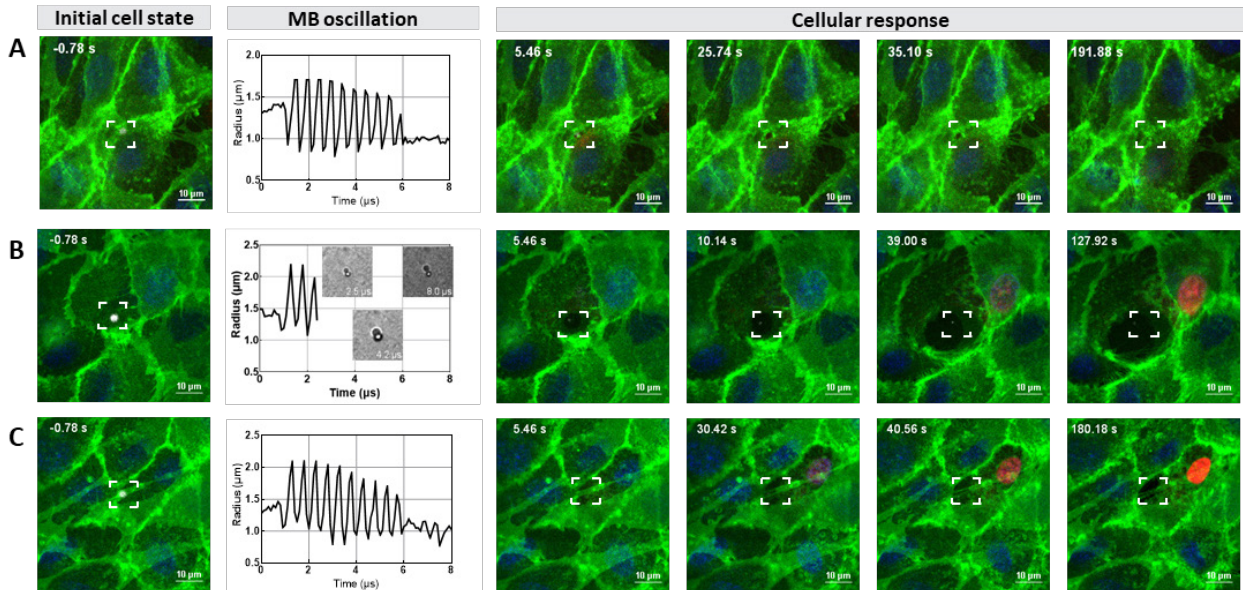 Initial cell state
MB oscillation
Cellular response
A
-0.78 s
10 µm
2.0
1.5
1.0
0.5
Radius (µm)
0 2 4 6 8
Time (µs)
5.46 s
10 µm
25.74 s
10 µm
35.10 s
10 µm
191.88 s
10 µm
B
-0.78 s
10 µm
2.5
2.0
1.5
1.0
0.5
Radius (µm)
2.5 µs
8.0 µs
4.2 µs
0 2 4 6 8
Time (µs)
5.46 s
10 µm
10.14 s
10 µm
39.00 s
10 µm
127.92 s
10 µm
C
-0.78 s
10 µm
2.5
2.0
1.5
1.0
0.5
Radius (µm)
0 2 4 6 8
Time (µs)
5.46 s
10 µm
30.42 s
10 µm
40.56 s
10 µm
180.18 s
10 µm